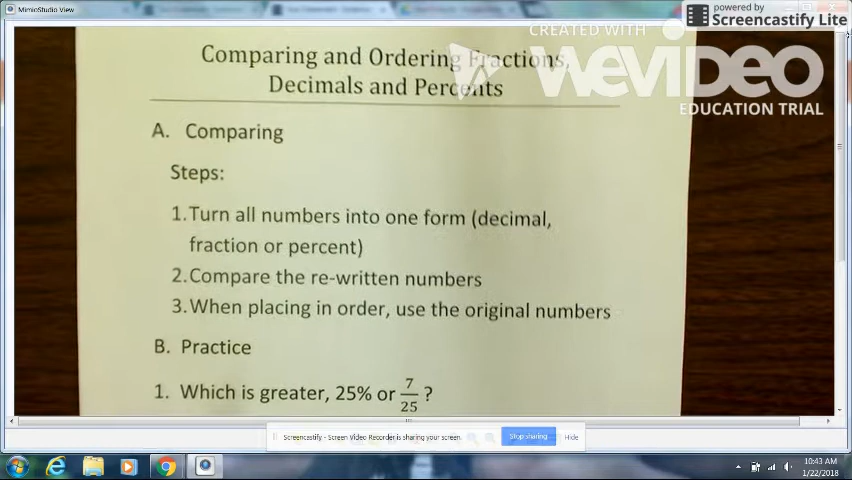 MimioStudio View
powered by
Screencastify Lite
CREATED WITH
WEVIDEO
EDUCATION TRIAL
Comparing and Ordering Fractions,
Decimals and Percents
A. Comparing
Steps:
1. Turn all numbers into one form (decimal,
fraction or percent)
2. Compare the re-written numbers
3. When placing in order, use the original numbers
B. Practice
1. Which is greater, 25% or 7/25 ?
Screencastify - Screen Video Recorder is sharing your screen.
Stop sharing
Hide
10:43 AM
1/22/2018